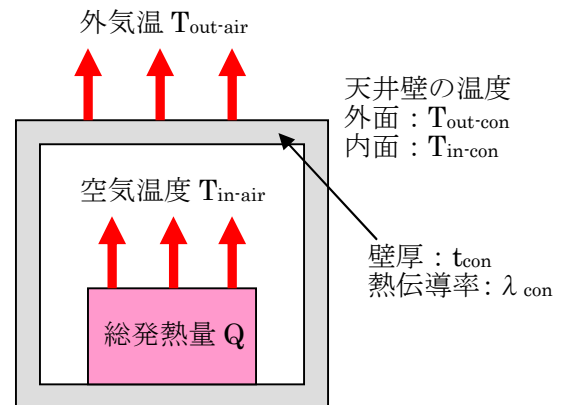 外気温 Tout-air
天井壁の温度
外面：Tout-con
内面：Tin-con
空気温度 Tin-air
壁厚：tcon
熱伝導率：λcon
総発熱量 Q